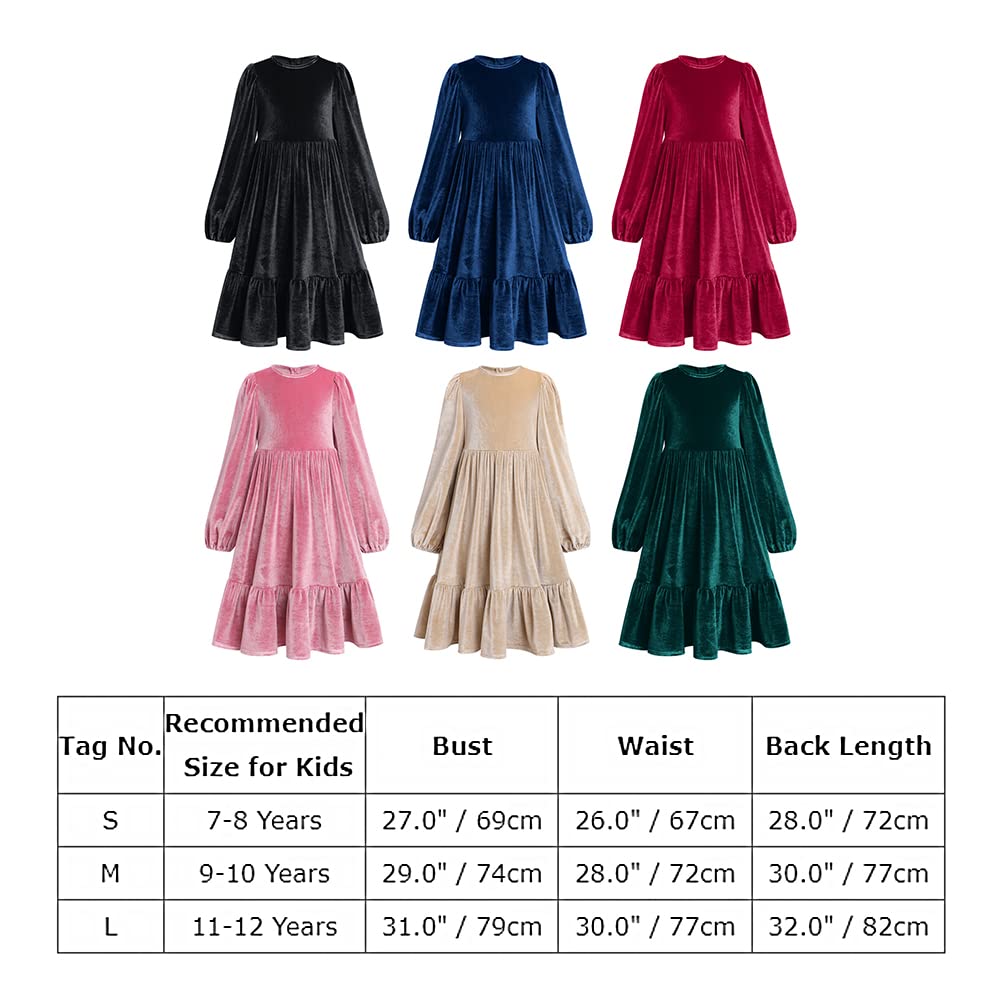 Tag No. Recommended Size for Kids Bust Waist Back Length
S 7-8 Years 27.0" / 69cm 26.0" / 67cm 28.0" / 72cm
M 9-10 Years 29.0" / 74cm 28.0" / 72cm 30.0" / 77cm
L 11-12 Years 31.0" / 79cm 30.0" / 77cm 32.0" / 82cm